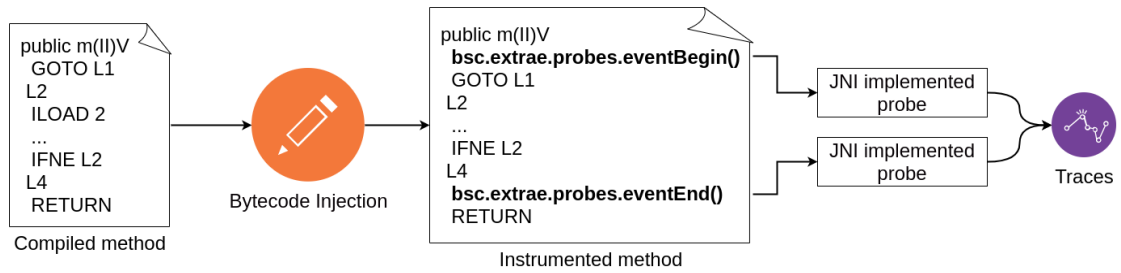 public m(II)V
GOTO L1
L2
ILOAD 2
...
IFNE L2
L4
RETURN
Compiled method
Bytecode Injection
public m(II)V
bsc.extrae.probes.eventBegin()
GOTO L1
L2
...
IFNE L2
L4
bsc.extrae.probes.eventEnd()
RETURN
Instrumented method
JNI implemented
probe
JNI implemented
probe
Traces